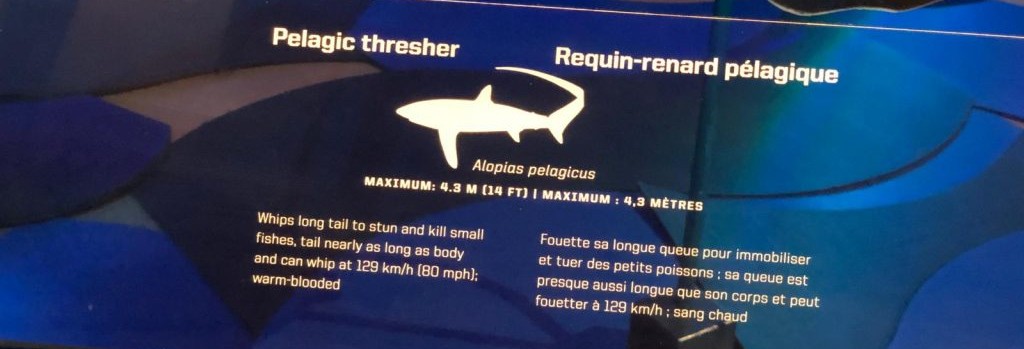 Pelagic thresher
Requin-renard pélagique
Alopias pelagicus
MAXIMUM: 4.3 M (14 FT) | MAXIMUM : 4,3 MÈTRES
Whips long tail to stun and kill small
fishes, tail nearly as long as body
and can whip at 129 km/h (80 mph);
warm-blooded
Fouette sa longue queue pour immobiliser
et tuer des petits poissons ; sa queue est
presque aussi longue que son corps et peut
fouetter à 129 km/h ; sang chaud